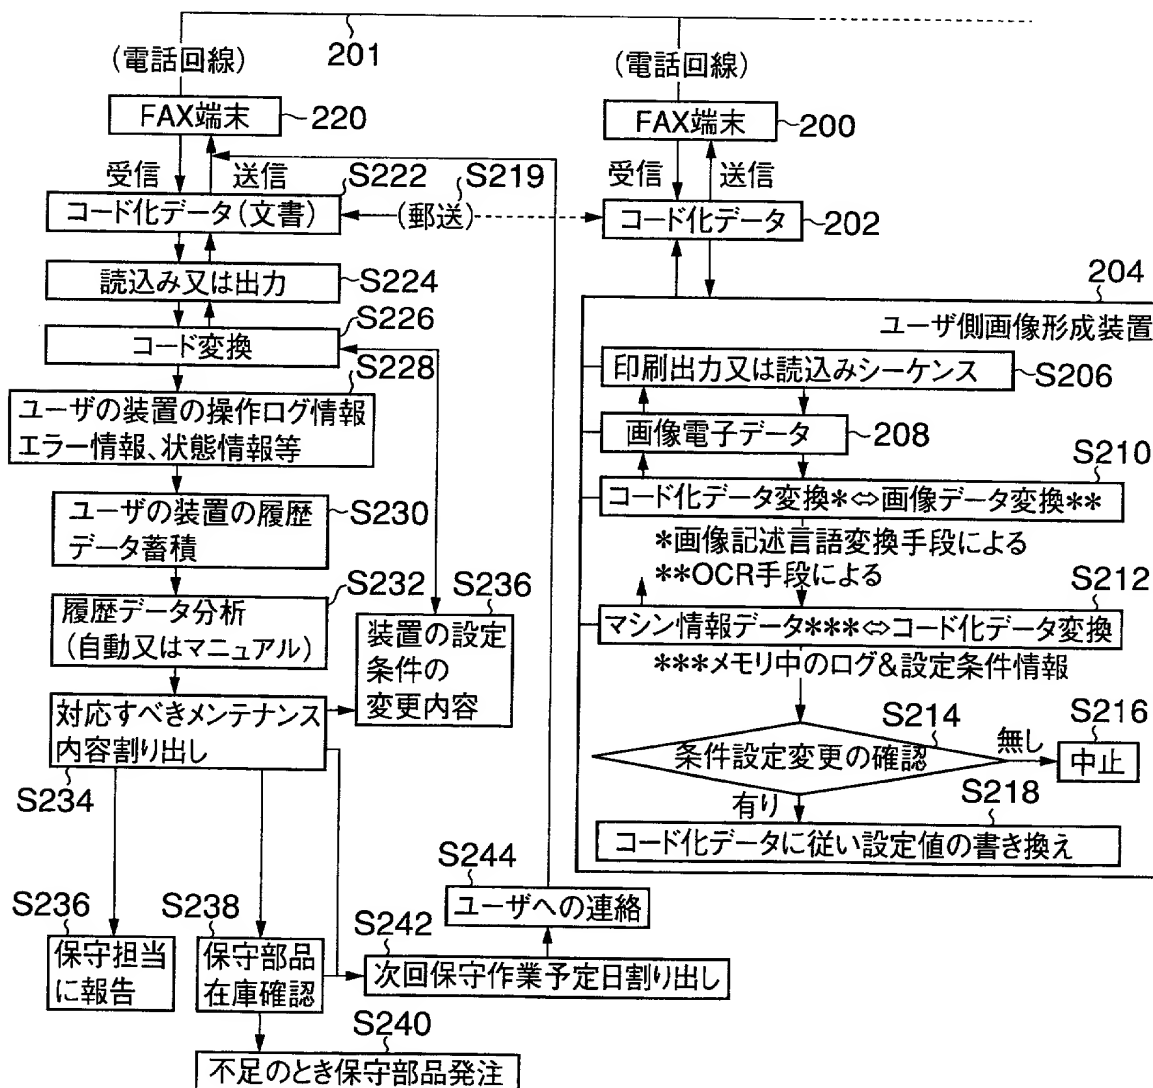 201
(電話回線)
FAX端末
220
受信
送信
S222
コード化データ(文書)
S219
(郵送)
読込み又は出力
S224
S226
コード変換
S228
ユーザの装置の操作ログ情報
エラー情報、状態情報等
ユーザの装置の履歴
データ蓄積
S230
S232
履歴データ分析
(自動又はマニュアル)
S236
装置の設定
条件の
変更内容
対応すべきメンテナンス
内容割り出し
S234
S236
保守担当
に報告
S238
保守部品
在庫確認
S240
不足のとき保守部品発注
S242
次回保守作業予定日割り出し
S244
ユーザへの連絡
(電話回線)
FAX端末
200
受信
送信
コード化データ
202
204
ユーザ側画像形成装置
印刷出力又は読込みシーケンス
S206
画像電子データ
208
S210
コード化データ変換*⇔画像データ変換**
*画像記述言語変換手段による
**OCR手段による
S212
マシン情報データ***⇔コード化データ変換
***メモリ中のログ&設定条件情報
S214
条件設定変更の確認
無し
S216
中止
有り
S218
コード化データに従い設定値の書き換え